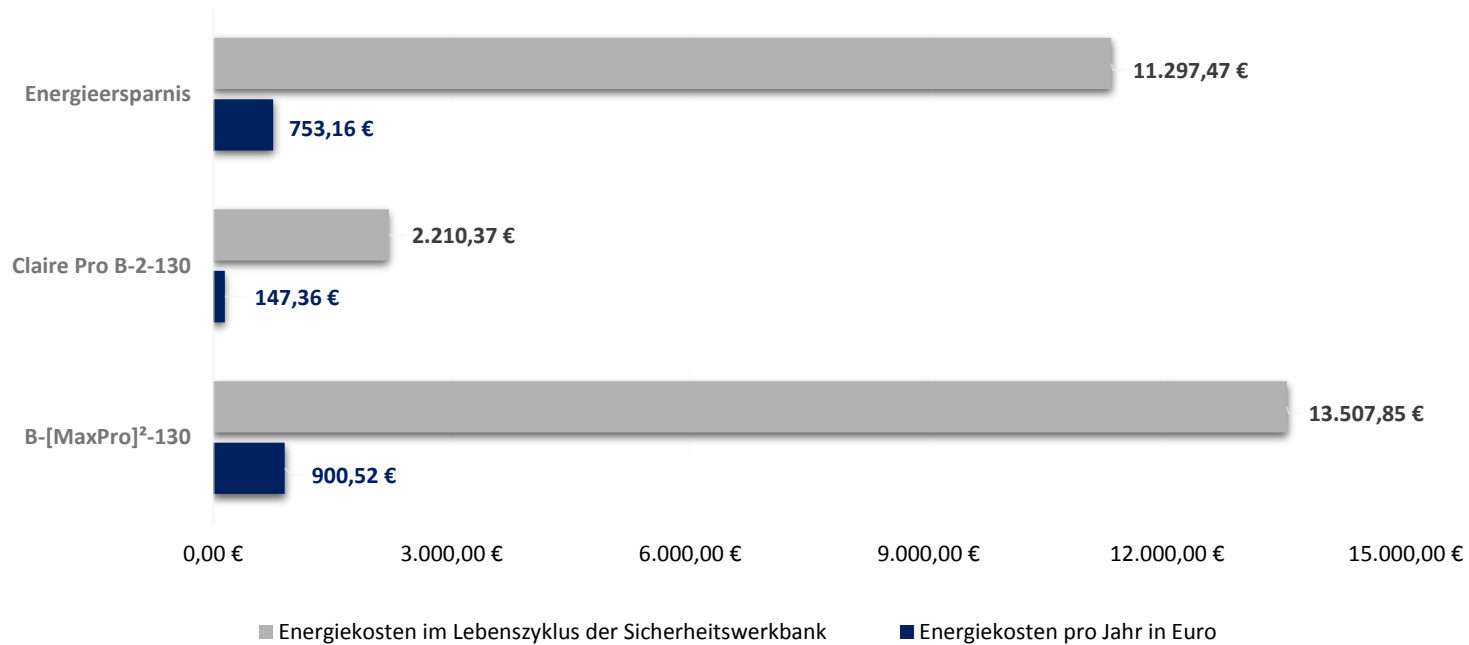 11.297,47 €
Energieersparnis
753,16 €
2.210,37 €
Claire Pro B-2-130
147,36 €
13.507,85 €
B-[MaxPro]²-130
900,52 €
0,00 € 3.000,00 € 6.000,00 € 9.000,00 € 12.000,00 € 15.000,00 €
Energiekosten im Lebenszyklus der Sicherheitswerkbank Energiekosten pro Jahr in Euro